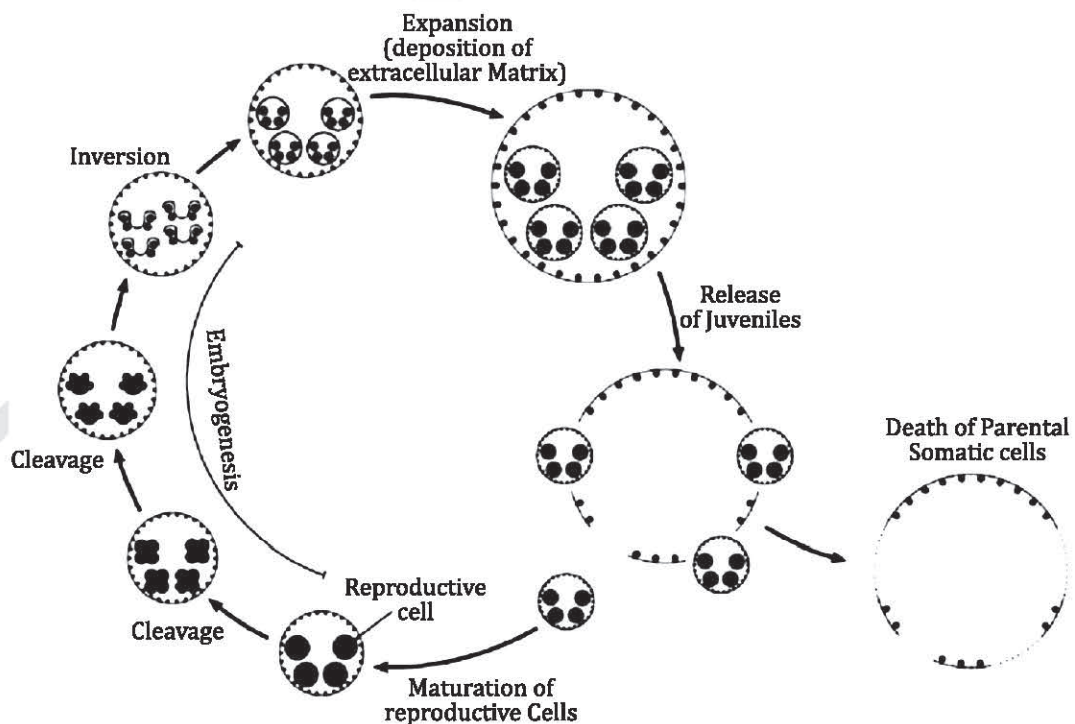 Expansion
(deposition of
extracellular Matrix)
Inversion
Release
of Juveniles
Embryogenesis
Death of Parental
Somatic cells
Cleavage
Reproductive
cell
Cleavage
Maturation of
reproductive Cells